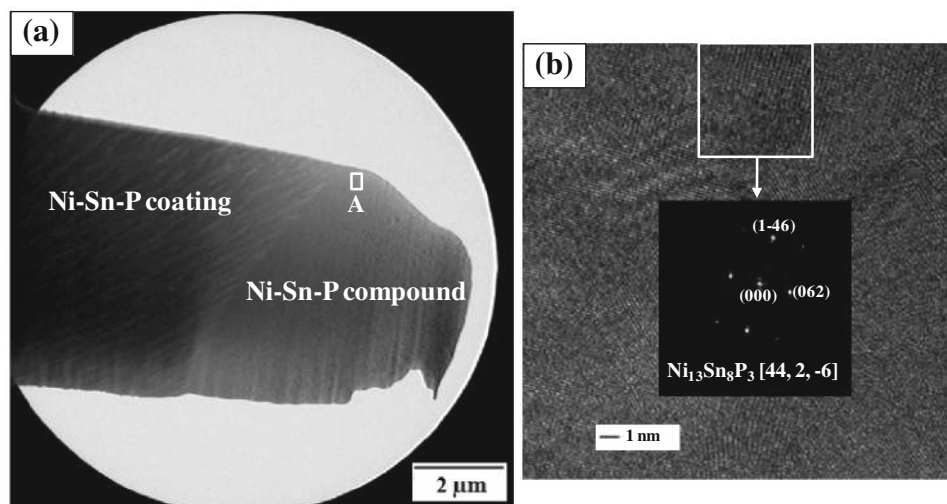 (a)
Ni-Sn-P coating
A
Ni-Sn-P compound
2 µm
(b)
(1-46)
(000)
(062)
Ni₁₃Sn₈P₃ [44, 2, -6]
1 nm